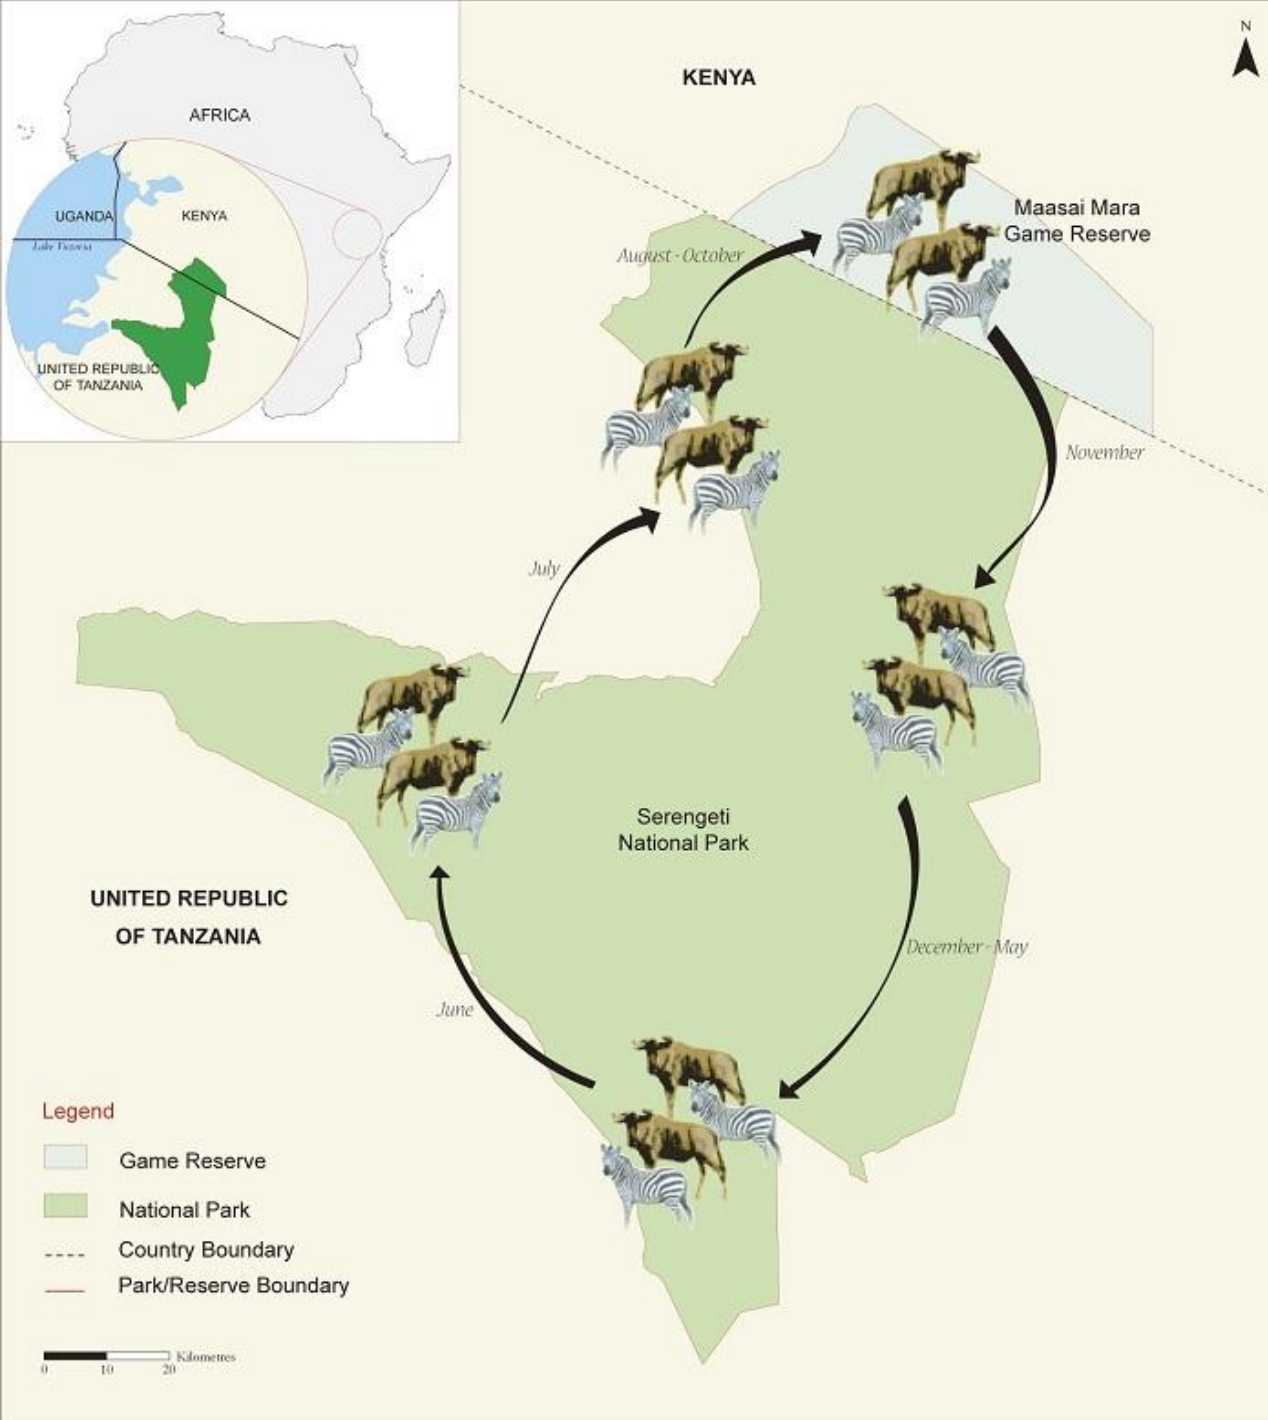 AFRICA
UGANDA
KENYA
Lake Victoria
UNITED REPUBLIC
OF TANZANIA
KENYA
N
Maasai Mara
Game Reserve
August - October
November
July
Serengeti
National Park
UNITED REPUBLIC
OF TANZANIA
December - May
June
Legend
Game Reserve
National Park
Country Boundary
Park/Reserve Boundary
Kilometres
0 10 20